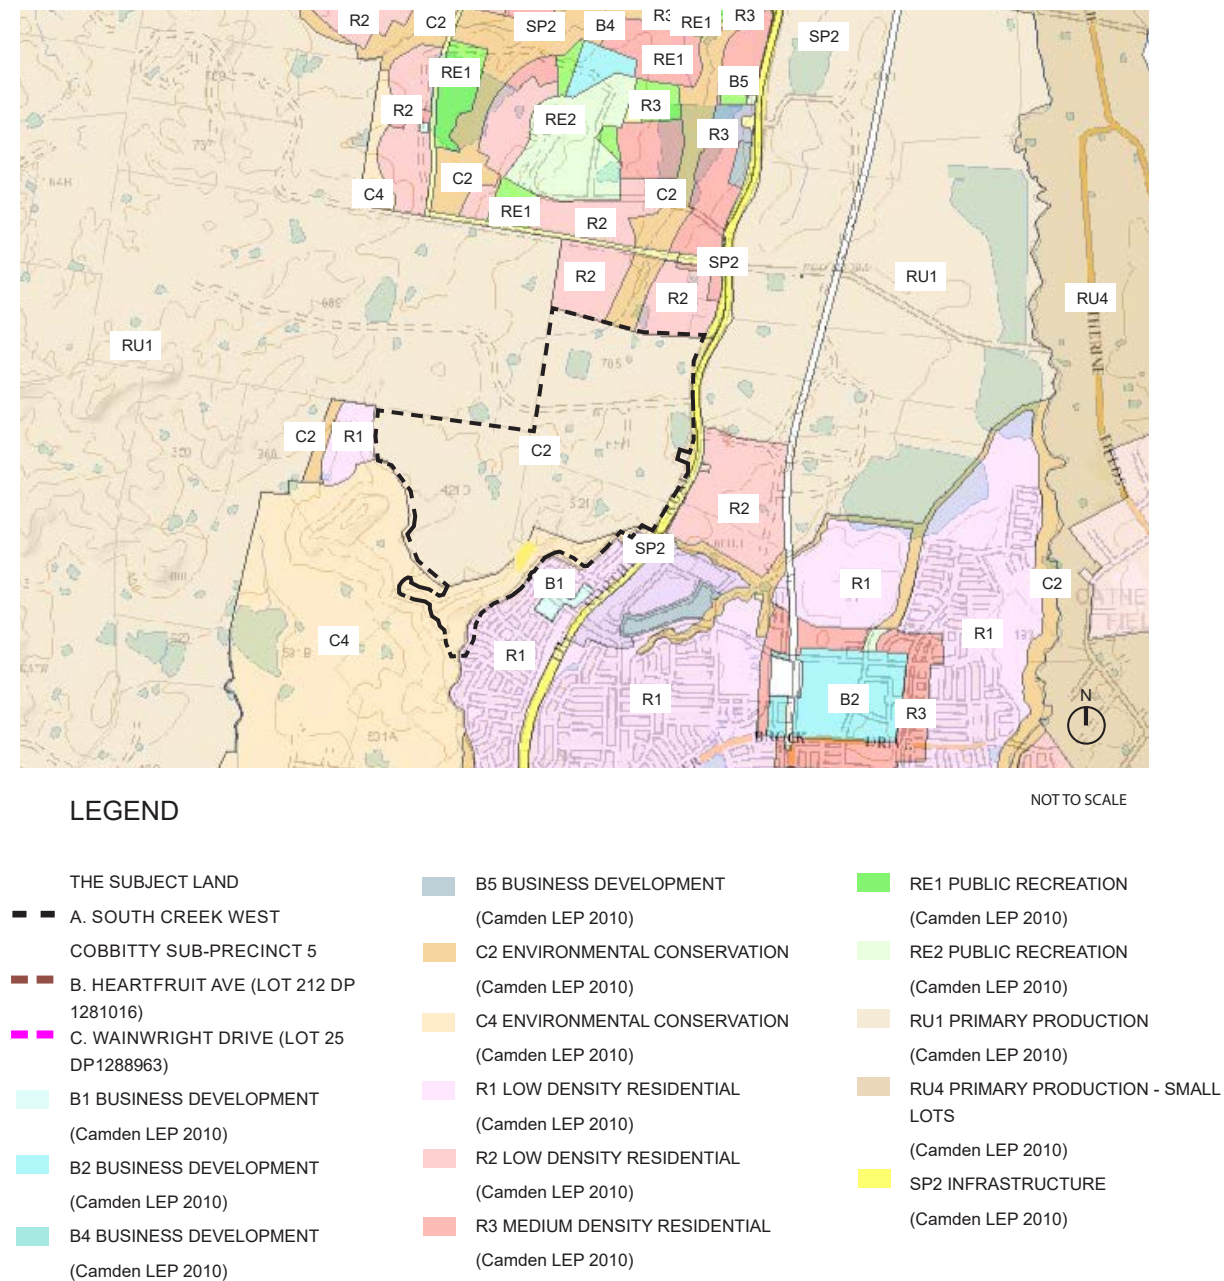 R2
C2
SP2
B4
R3
RE1
R3
SP2
RE1
RE1
B5
R2
RE2
R3
R3
C2
C4
C2
RE1
R2
SP2
R2
R2
RU1
RU4
RU1
C2
R1
C2
R2
SP2
B1
R1
C2
C4
R1
R1
R1
B2
R3
N
NOT TO SCALE
LEGEND
THE SUBJECT LAND
A. SOUTH CREEK WEST
COBBITTY SUB-PRECINCT 5
B. HEARTFRUIT AVE (LOT 212 DP
1281016)
C. WAINWRIGHT DRIVE (LOT 25
DP1288963)
B1 BUSINESS DEVELOPMENT
(Camden LEP 2010)
B2 BUSINESS DEVELOPMENT
(Camden LEP 2010)
B4 BUSINESS DEVELOPMENT
(Camden LEP 2010)
B5 BUSINESS DEVELOPMENT
(Camden LEP 2010)
C2 ENVIRONMENTAL CONSERVATION
(Camden LEP 2010)
C4 ENVIRONMENTAL CONSERVATION
(Camden LEP 2010)
R1 LOW DENSITY RESIDENTIAL
(Camden LEP 2010)
R2 LOW DENSITY RESIDENTIAL
(Camden LEP 2010)
R3 MEDIUM DENSITY RESIDENTIAL
(Camden LEP 2010)
RE1 PUBLIC RECREATION
(Camden LEP 2010)
RE2 PUBLIC RECREATION
(Camden LEP 2010)
RU1 PRIMARY PRODUCTION
(Camden LEP 2010)
RU4 PRIMARY PRODUCTION - SMALL
LOTS
(Camden LEP 2010)
SP2 INFRASTRUCTURE
(Camden LEP 2010)